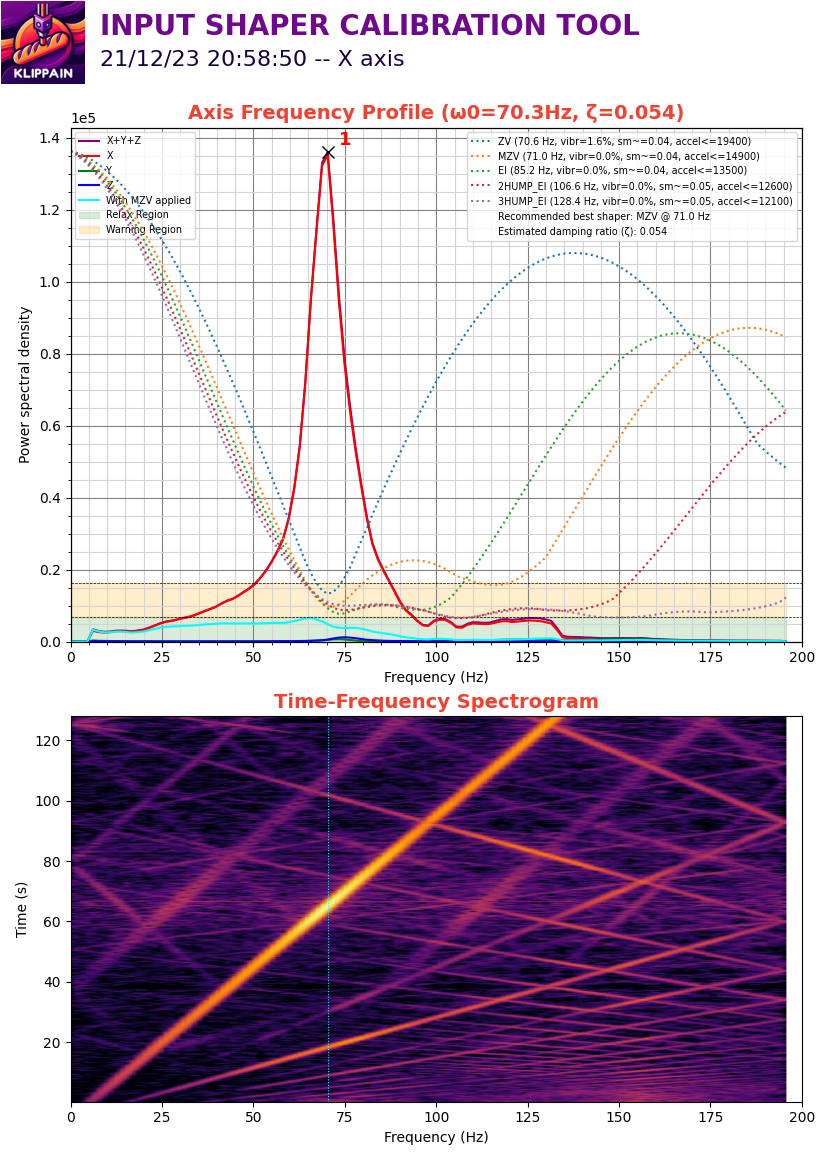 INPUT SHAPER CALIBRATION TOOL
21/12/23 20:58:50 -- X axis
KLIPPAIN
Axis Frequency Profile (ω0=70.3Hz, ζ=0.054)
1e5
1
X+Y+Z
X
Y
Z
With MZV applied
Relax Region
Warning Region
ZV (70.6 Hz, vibr=1.6%, sm~=0.04, accel<=19400)
MZV (71.0 Hz, vibr=0.0%, sm~=0.04, accel<=14900)
EI (85.2 Hz, vibr=0.0%, sm~=0.04, accel<=13500)
2HUMP_EI (106.6 Hz, vibr=0.0%, sm~=0.05, accel<=12600)
3HUMP_EI (128.4 Hz, vibr=0.0%, sm~=0.05, accel<=12100)
Recommended best shaper: MZV @ 71.0 Hz
Estimated damping ratio (ζ): 0.054
1.4
1.2
1.0
0.8
0.6
0.4
0.2
0.0
Power spectral density
0 25 50 75 100 125 150 175 200
Frequency (Hz)
Time-Frequency Spectrogram
120
100
80
60
40
20
Time (s)
0 25 50 75 100 125 150 175 200
Frequency (Hz)